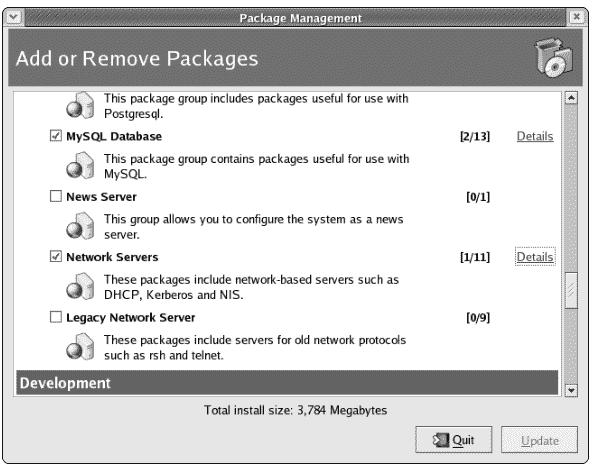 Package Management
Add or Remove Packages
This package group includes packages useful for use with
Postgresql.
MySQL Database [2/13] Details
This package group contains packages useful for use with
MySQL.
News Server [0/1]
This group allows you to configure the system as a news
server.
Network Servers [1/11] Details
These packages include network-based servers such as
DHCP, Kerberos and NIS.
Legacy Network Server [0/9]
These packages include servers for old network protocols
such as rsh and telnet.
Development
Total install size: 3,784 Megabytes
Quit Update